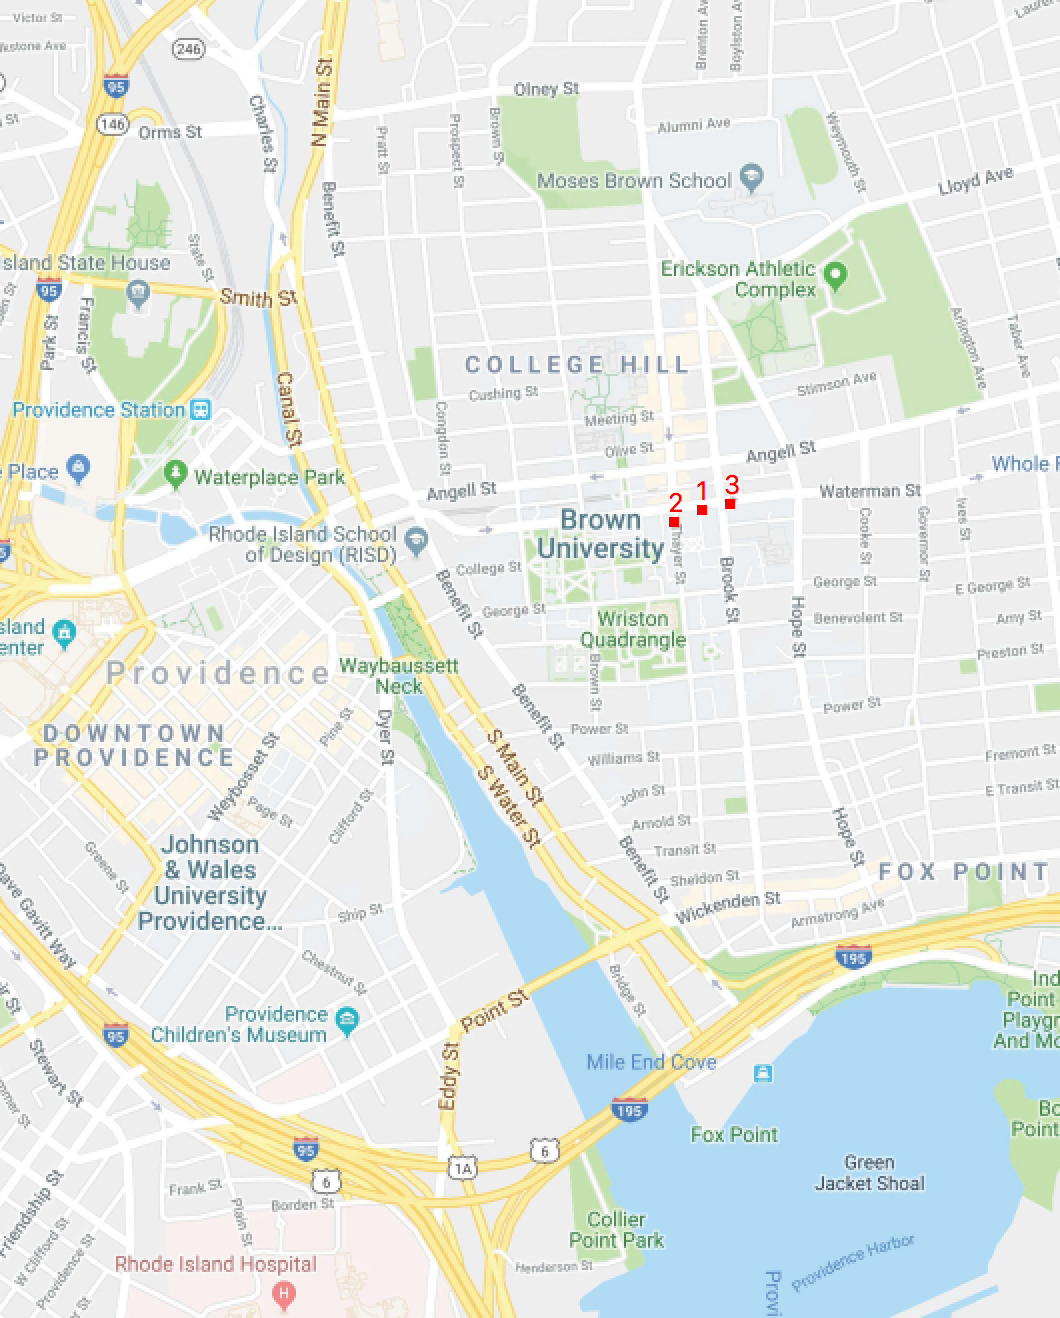 Victor St
246
N Main St
Brenton Av
Boylston Av
95
Olney St
146
Orms St
Charles St
Alumni Ave
Weymouth St
Pratt St
Prospect St
Brown St
Moses Brown School
Lloyd Ave
Benefit St
State St
sland State House
Erickson Athletic
Complex
95
Smith St
Francis St
Park St
Arlington Ave
Taber Ave
COLLEGE HILL
Stimson Ave
Cushing St
Providence Station
Canal St
Congdon St
Meeting St
Olive St
Angell St
e Place
Waterplace Park
Angell St
Waterman St
Whole F
1
2
3
Rhode Island School
of Design (RISD)
Brown
University
Thayer St
Cooke St
Governor St
Ives St
College St
Brook St
Hope St
George St
E George St
Benefit St
George St
Benevolent St
Amy St
sland
enter
Wriston
Quadrangle
Preston St
Providence
Waybaussett
Neck
Brown St
Benefit St
Power St
Power St
DOWNTOWN
PROVIDENCE
Pine St
Dyer St
S Main St
Williams St
Fremont St
Weybosset St
Page St
Clifford St
S Water St
John St
E Transit St
Arnold St
Hope St
Johnson
& Wales
University
Providence...
Greene St
Transit St
Benefit St
Sheldon St
FOX POINT
Dave Gavitt Way
Ship St
Wickenden St
Armstrong Ave
195
Chestnut St
Bridge St
Ind
Point
Playgr
And Mo
Point St
Providence
Children's Museum
95
Stewart St
Eddy St
Mile End Cove
195
Fox Point
Bo
Point
95
6
1A
6
Green
Jacket Shoal
Friendship St
Frank St
Borden St
Plain St
W Clifford St
Providence St
Collier
Point Park
Rhode Island Hospital
H
Henderson St
Providence Harbor
Provi